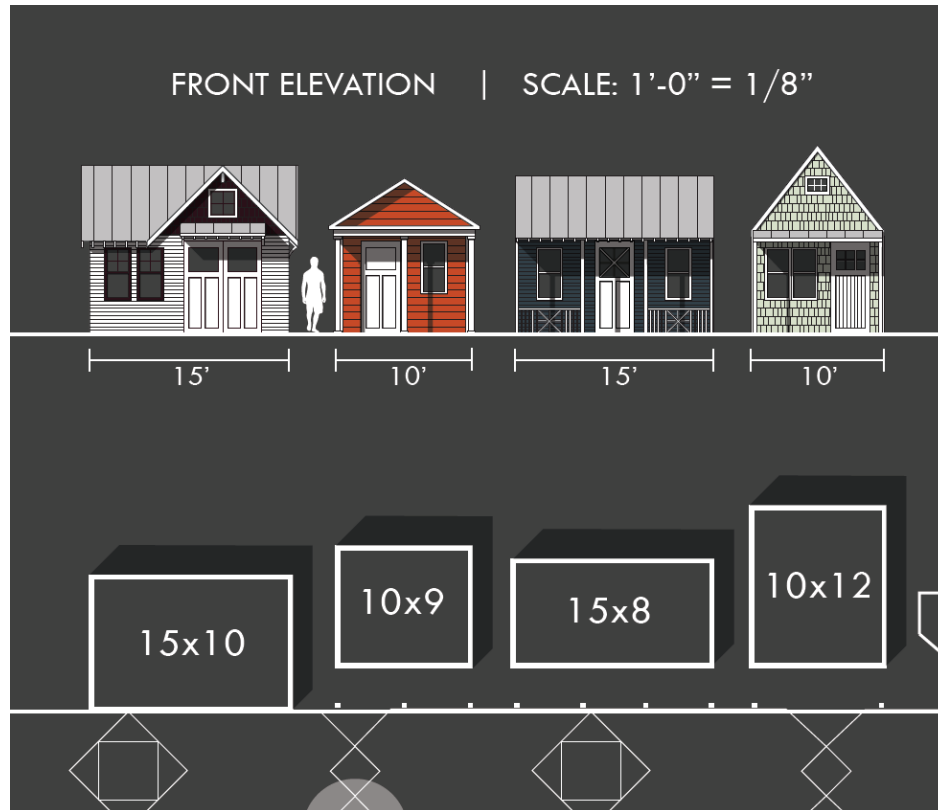 FRONT ELEVATION | SCALE: 1’-0” = 1/8”
15’ 10’ 15’ 10’
15x10 10x9 15x8 10x12